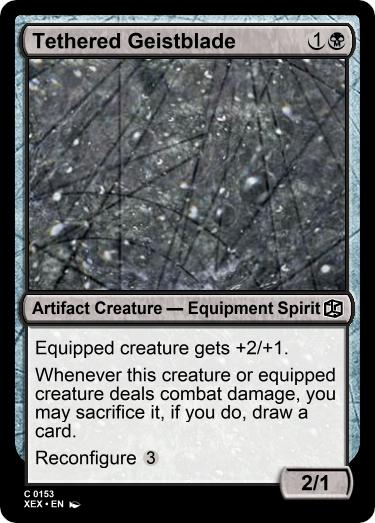 Tethered Geistblade 1
Artifact Creature — Equipment Spirit
Equipped creature gets +2/+1.
Whenever this creature or equipped
creature deals combat damage, you
may sacrifice it, if you do, draw a
card.
Reconfigure 3
2/1
C 0153
XEX • EN